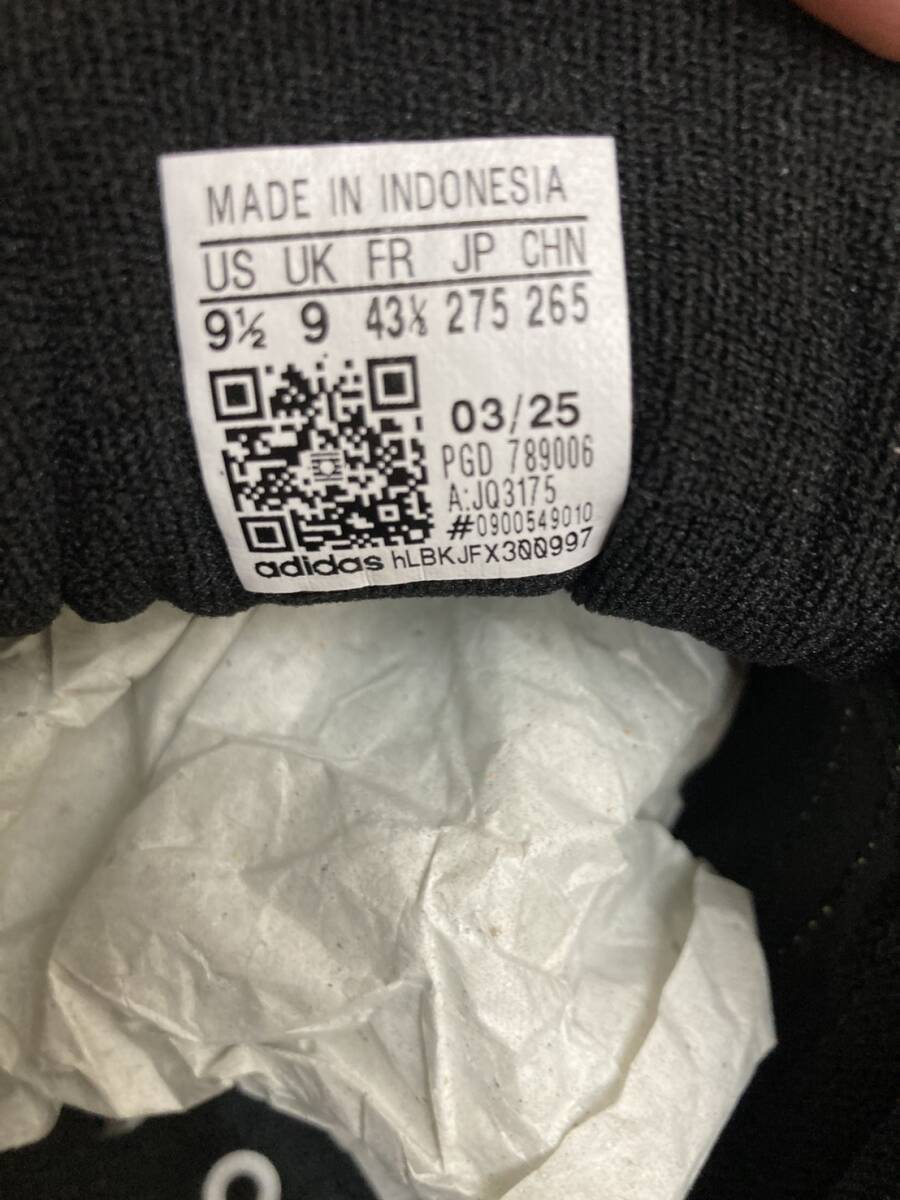 MADE IN INDONESIA
US UK FR JP CHN
9½ 9 43⅓ 275 265
03/25
PGD 789006
A:JQ3175
#0900549010
adidas hLBKJFX300997